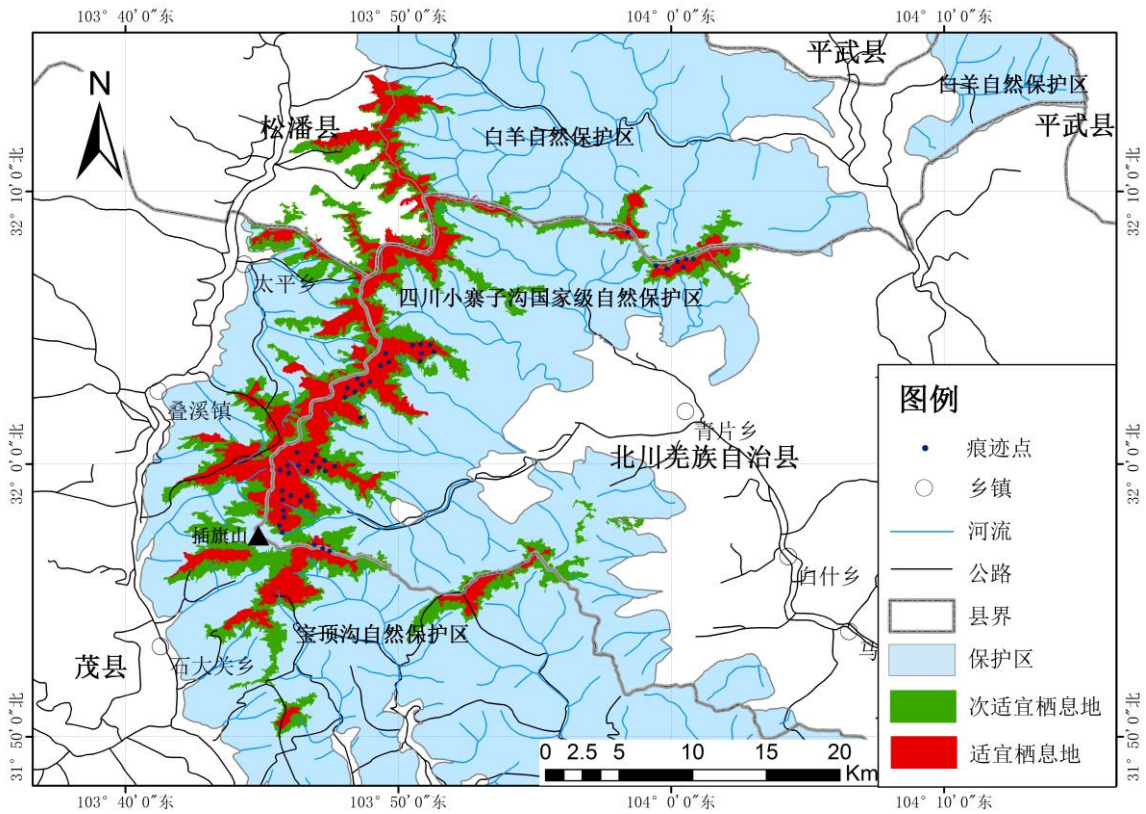 103° 40′ 0″东
103° 50′ 0″东
104° 0′ 0″东
104° 10′ 0″东
N
平武县
白羊自然保护区
平武县
松潘县
白羊自然保护区
32° 10′ 0″北
32° 10′ 0″北
太平乡
四川小寨子沟国家级自然保护区
叠溪镇
青片乡
北川羌族自治县
32° 0′ 0″北
32° 0′ 0″北
插旗山
白什乡
宝顶沟自然保护区
茂县
石大关乡
马
31° 50′ 0″北
31° 50′ 0″北
图例
痕迹点
乡镇
河流
公路
县界
保护区
次适宜栖息地
适宜栖息地
0 2.5 5 10 15 20
Km
103° 40′ 0″东
103° 50′ 0″东
104° 0′ 0″东
104° 10′ 0″东